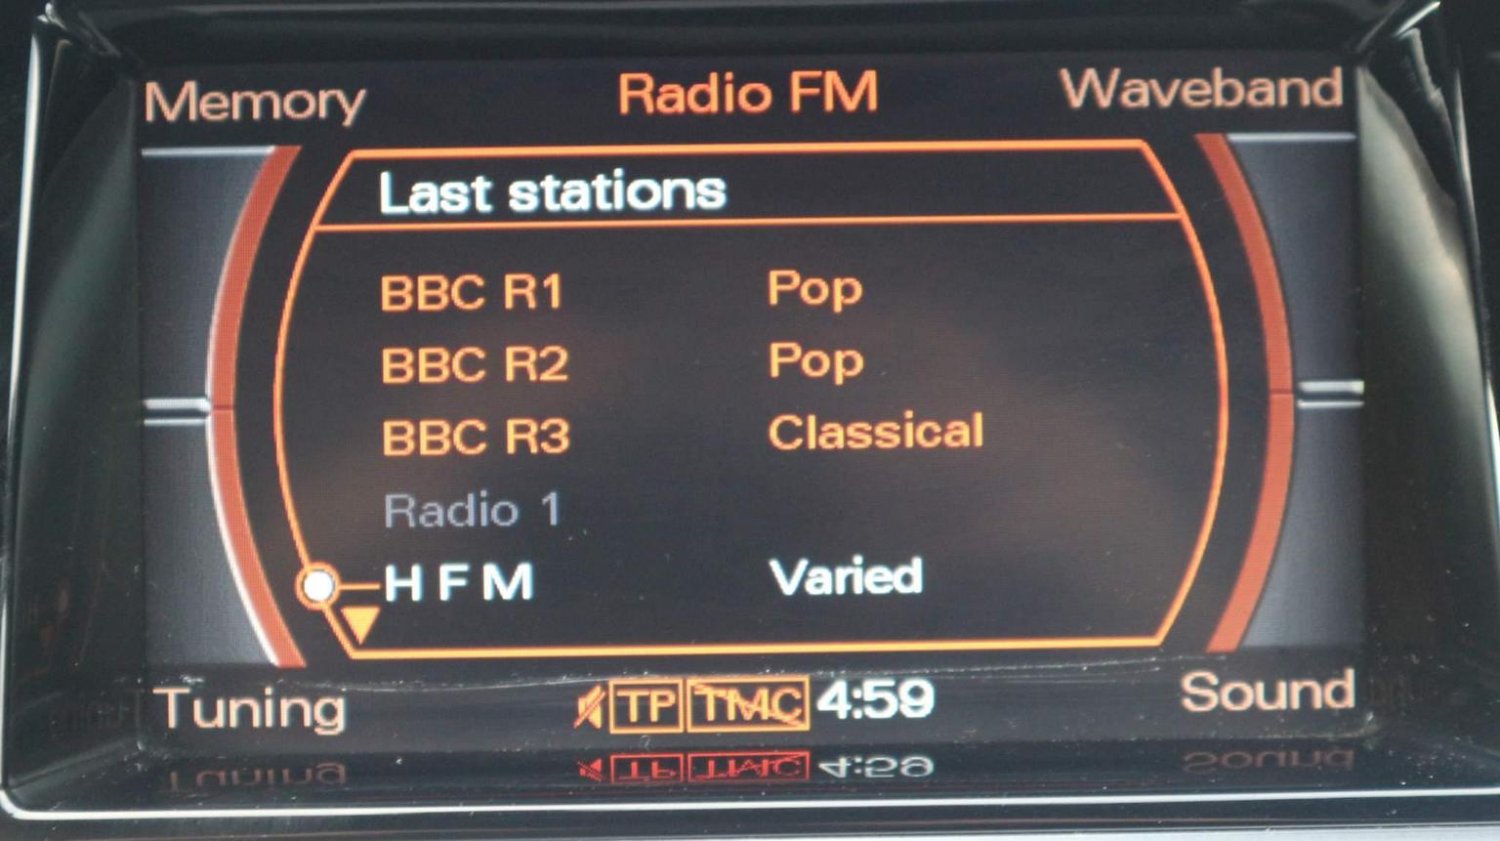 Memory Radio FM Waveband
Last stations
BBC R1 Pop
BBC R2 Pop
BBC R3 Classical
Radio 1
H F M Varied
Tuning TP TMC 4:59 Sound